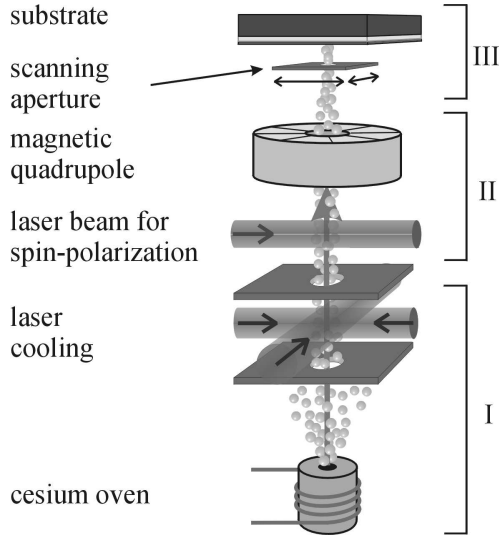 substrate
scanning
aperture
magnetic
quadrupole
laser beam for
spin-polarization
laser
cooling
cesium oven
III
II
I